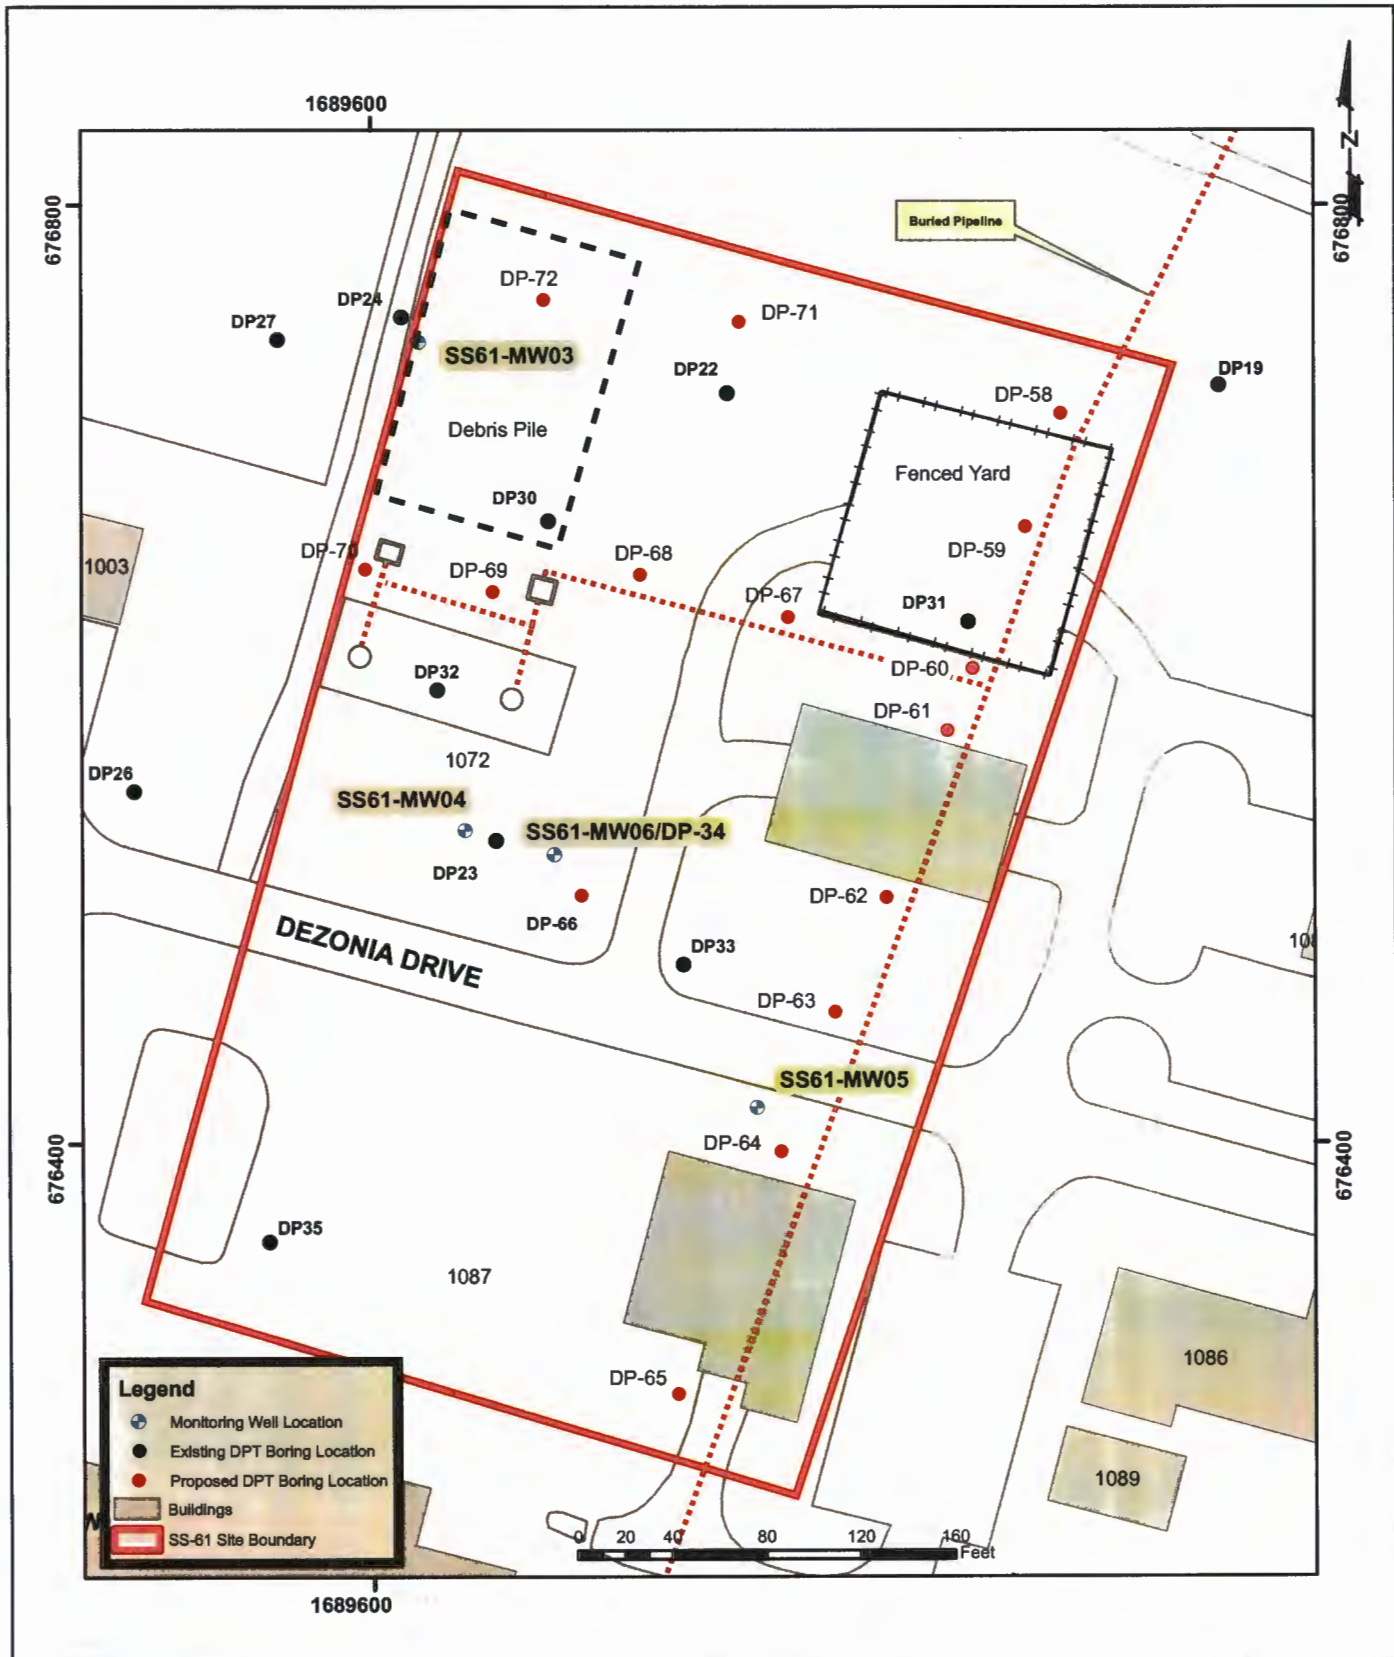 1689600
Z
676800
676800
Buried Pipeline
DP-72
DP24
DP-71
DP27
SS61-MW03
DP22
DP19
DP-58
Debris Pile
Fenced Yard
DP30
DP-59
DP-70
DP-68
1003
DP-69
DP-67
DP31
DP-60
DP32
DP-61
1072
DP26
SS61-MW04
SS61-MW06/DP-34
DP23
DP-62
DP-66
DEZONIA DRIVE
DP33
108
DP-63
SS61-MW05
676400
676400
DP-64
DP35
1087
1086
DP-65
1089
Legend
Monitoring Well Location
Existing DPT Boring Location
Proposed DPT Boring Location
Buildings
SS-61 Site Boundary
0 20 40 80 120 160
Feet
1689600